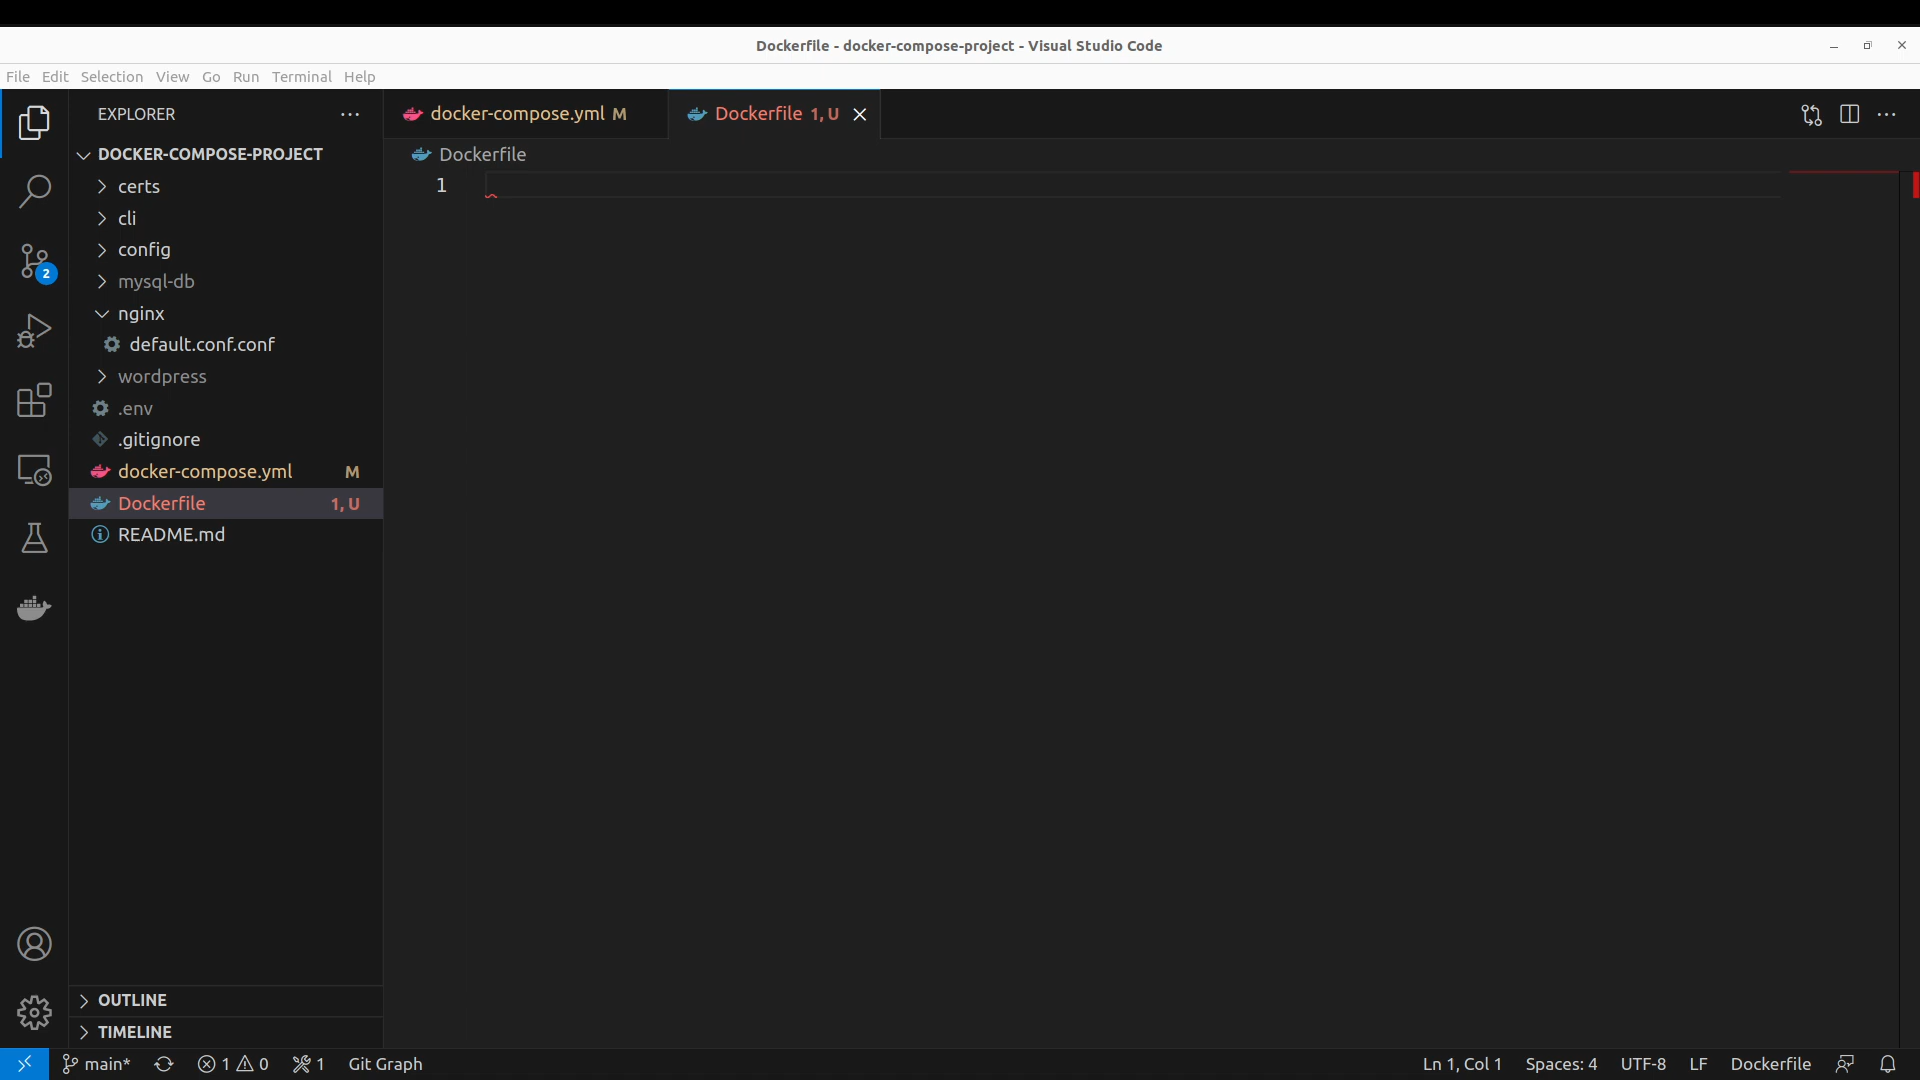 Dockerfile - docker-compose-project - Visual Studio Code
File Edit Selection View Go Run Terminal Help
EXPLORER
docker-compose.yml M
Dockerfile 1, U
DOCKER-COMPOSE-PROJECT
Dockerfile
certs
1
cli
config
mysql-db
nginx
default.conf.conf
wordpress
.env
.gitignore
docker-compose.yml M
Dockerfile 1, U
README.md
2
OUTLINE
TIMELINE
main* 1 0 1 Git Graph Ln 1, Col 1 Spaces: 4 UTF-8 LF Dockerfile